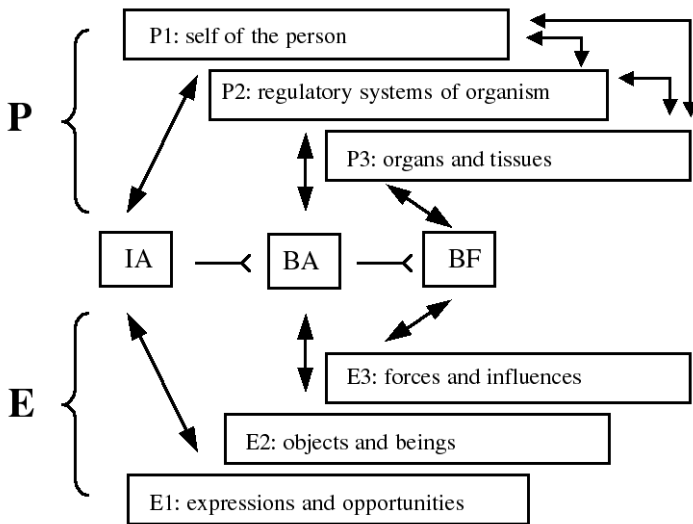 P1: self of the person
P2: regulatory systems of organism
P
P3: organs and tissues
IA
BA
BF
E3: forces and influences
E
E2: objects and beings
E1: expressions and opportunities